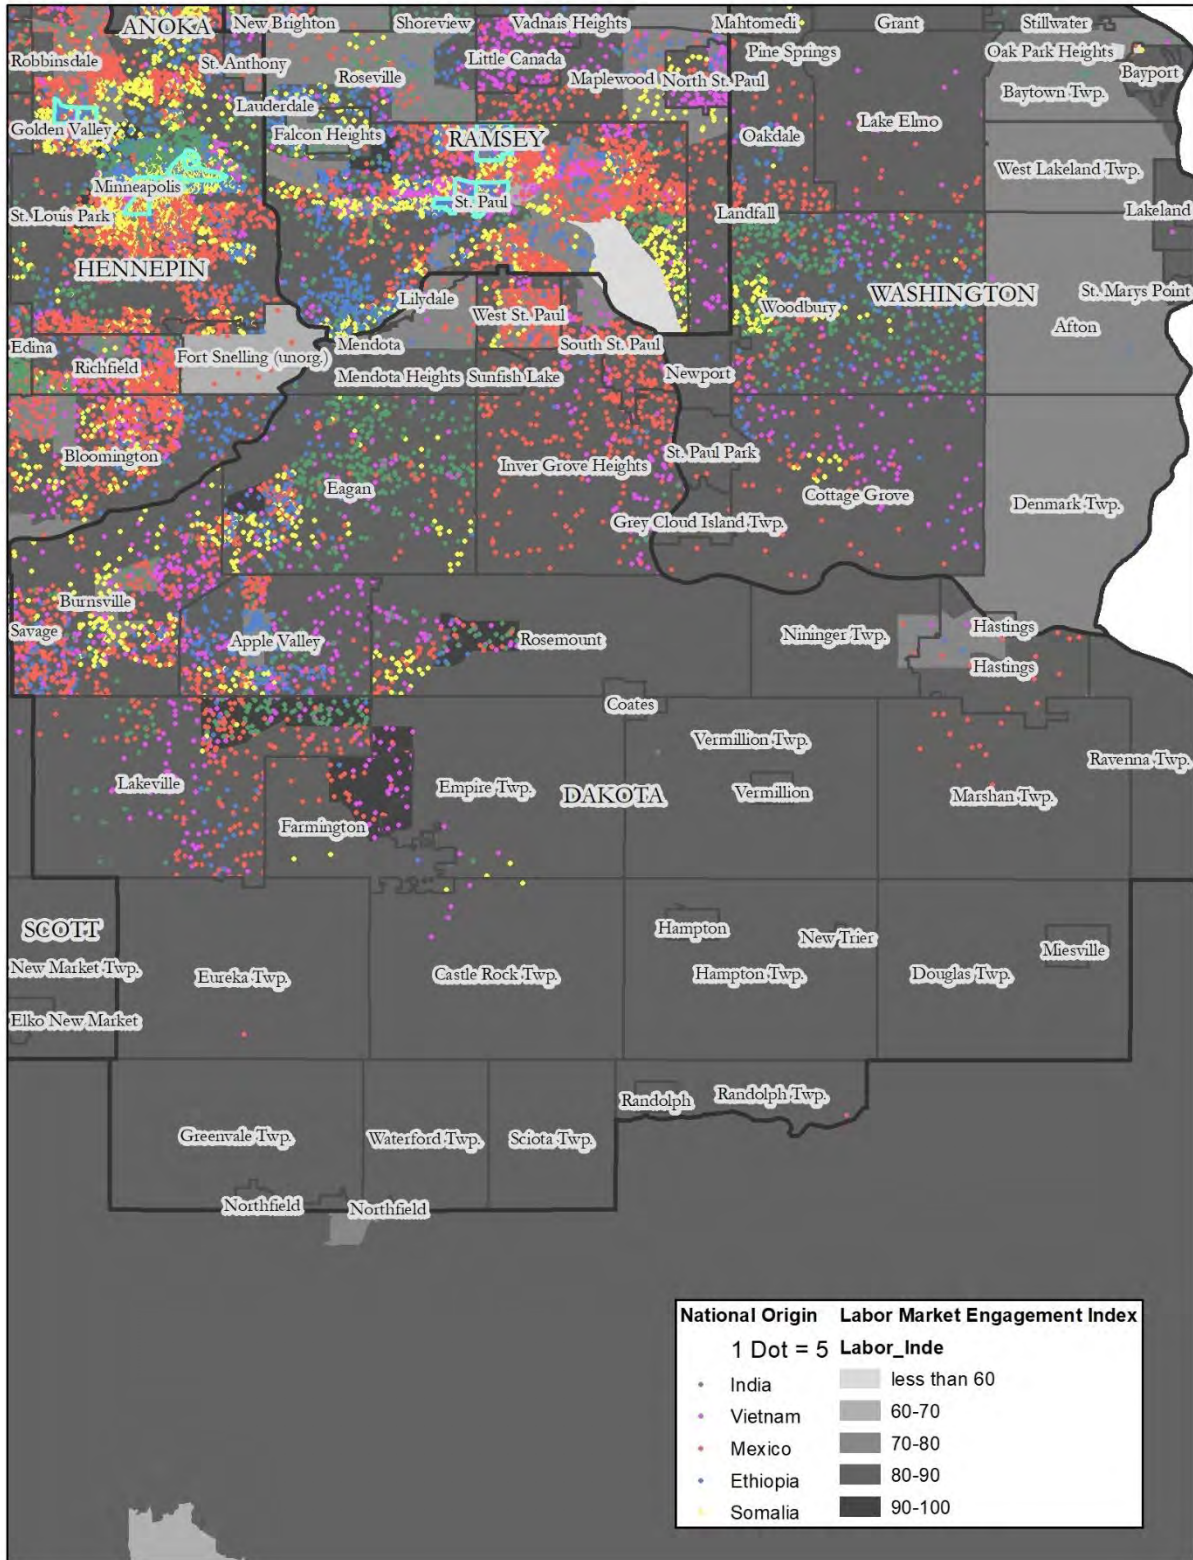 ANOKA
New Brighton
Shoreview
Vadnais Heights
Mahtomedi
Grant
Stillwater
Robbinsdale
St. Anthony
Roseville
Little Canada
Maplewood
North St. Paul
Pine Springs
Oak Park Heights
Bayport
Baytown Twp.
Lauderdale
Golden Valley
Falcon Heights
RAMSEY
Oakdale
Lake Elmo
West Lakeland Twp.
Minneapolis
St. Louis Park
St. Paul
Landfall
Lakeland
HENNEPIN
Lilydale
West St. Paul
Woodbury
WASHINGTON
St. Marys Point
Afton
Edina
Richfield
Fort Snelling (unorg.)
Mendota
Mendota Heights
Sunfish Lake
South St. Paul
Newport
Bloomington
Eagan
Inver Grove Heights
St. Paul Park
Cottage Grove
Grey Cloud Island Twp.
Denmark Twp.
Burnsville
Savage
Apple Valley
Rosemount
Nininger Twp.
Hastings
Hastings
Coates
Vermillion Twp.
Ravenna Twp.
Lakeville
Empire Twp.
DAKOTA
Vermillion
Marshan Twp.
Farmington
SCOTT
New Market Twp.
Eureka Twp.
Castle Rock Twp.
Hampton
New Trier
Hampton Twp.
Douglas Twp.
Miesville
Elko New Market
Randolph
Randolph Twp.
Greenvale Twp.
Waterford Twp.
Sciota Twp.
Northfield
Northfield
National Origin
1 Dot = 5
India
Vietnam
Mexico
Ethiopia
Somalia
Labor Market Engagement Index
Labor_Inde
less than 60
60-70
70-80
80-90
90-100